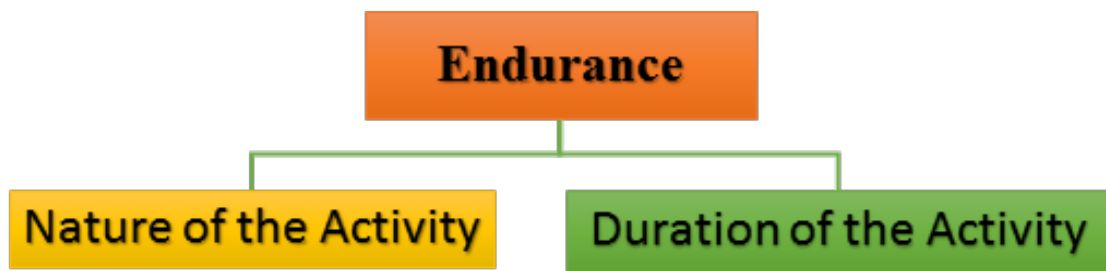 Endurance
Nature of the Activity
Duration of the Activity